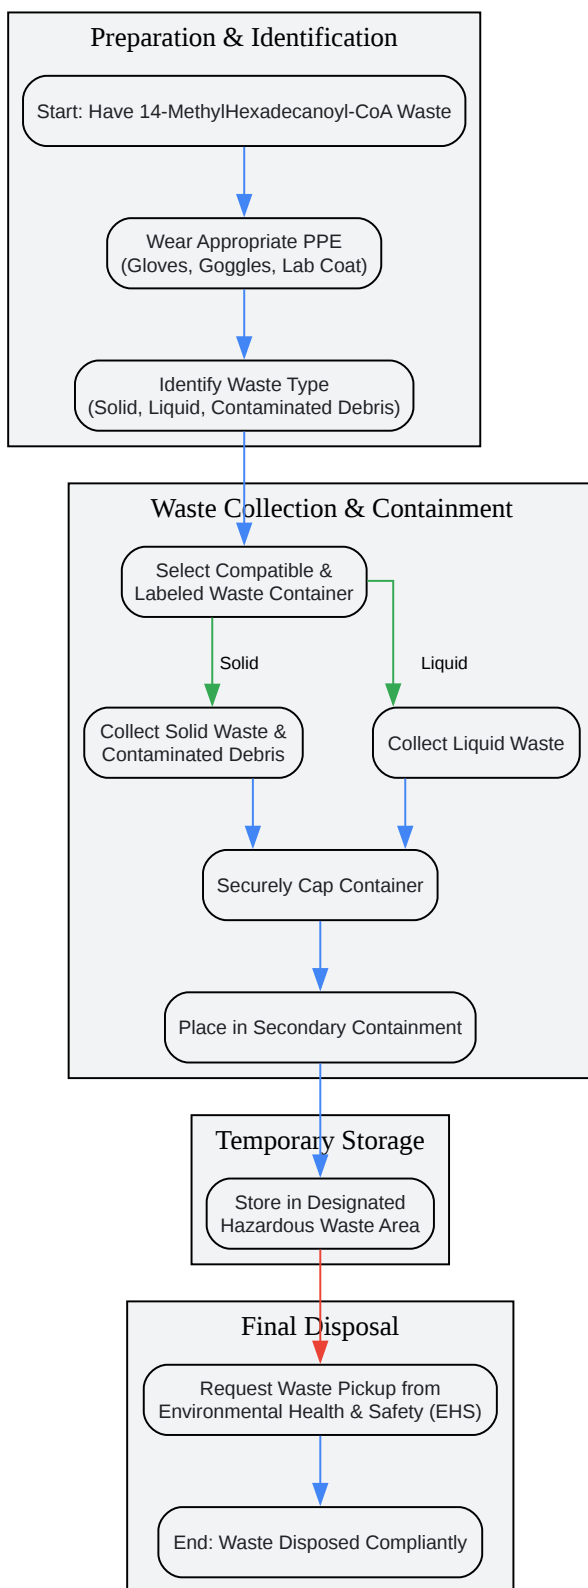 Preparation & Identification
Start: Have 14-MethylHexadecanoyl-CoA Waste
Wear Appropriate PPE
(Gloves, Goggles, Lab Coat)
Identify Waste Type
(Solid, Liquid, Contaminated Debris)
Waste Collection & Containment
Select Compatible &
Labeled Waste Container
Solid
Liquid
Collect Solid Waste &
Contaminated Debris
Collect Liquid Waste
Securely Cap Container
Place in Secondary Containment
Temporary Storage
Store in Designated
Hazardous Waste Area
Final Disposal
Request Waste Pickup from
Environmental Health & Safety (EHS)
End: Waste Disposed Compliantly